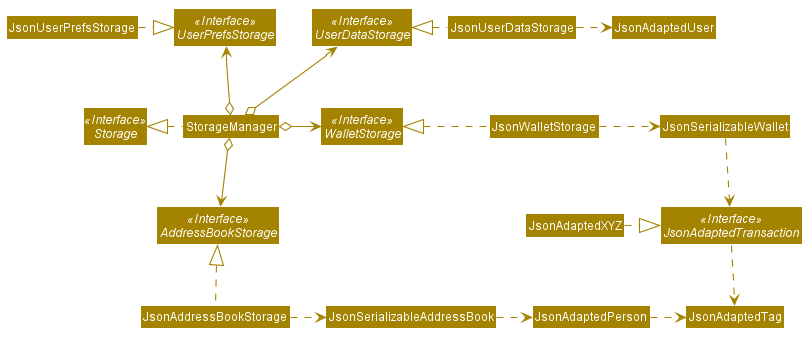 JsonUserPrefsStorage
«Interface»
UserPrefsStorage
«Interface»
UserDataStorage
JsonUserDataStorage
JsonAdaptedUser
«Interface»
Storage
StorageManager
«Interface»
WalletStorage
JsonWalletStorage
JsonSerializableWallet
«Interface»
AddressBookStorage
JsonAdaptedXYZ
«Interface»
JsonAdaptedTransaction
JsonAddressBookStorage
JsonSerializableAddressBook
JsonAdaptedPerson
JsonAdaptedTag